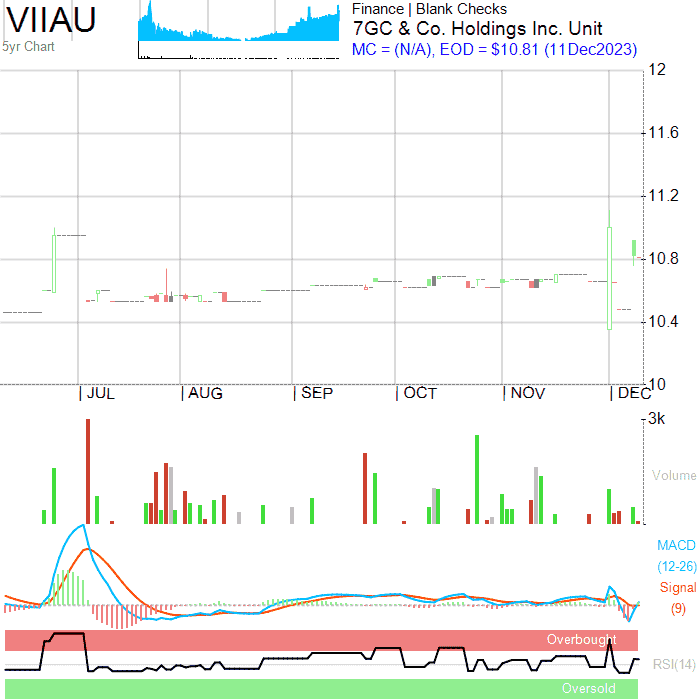 VIIAU
5yr Chart
Finance | Blank Checks
7GC & Co. Holdings Inc. Unit
MC = (N/A), EOD = $10.81 (11Dec2023)
12
11.6
11.2
10.8
10.4
10
JUL AUG SEP OCT NOV DEC
3k
Volume
MACD
(12-26)
Signal
(9)
Overbought
RSI(14)
Oversold